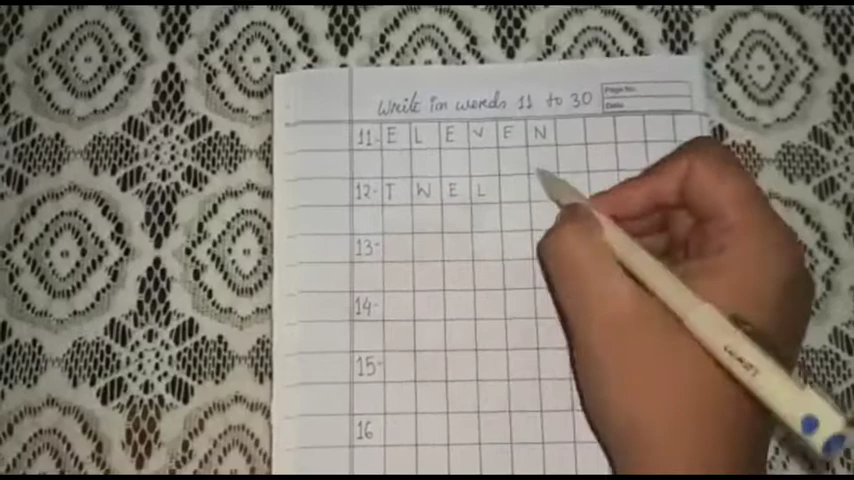 Write in words 11 to 30
Page No.
Date:
11- E L E V E N
12- T W E L
13-
14-
15-
16